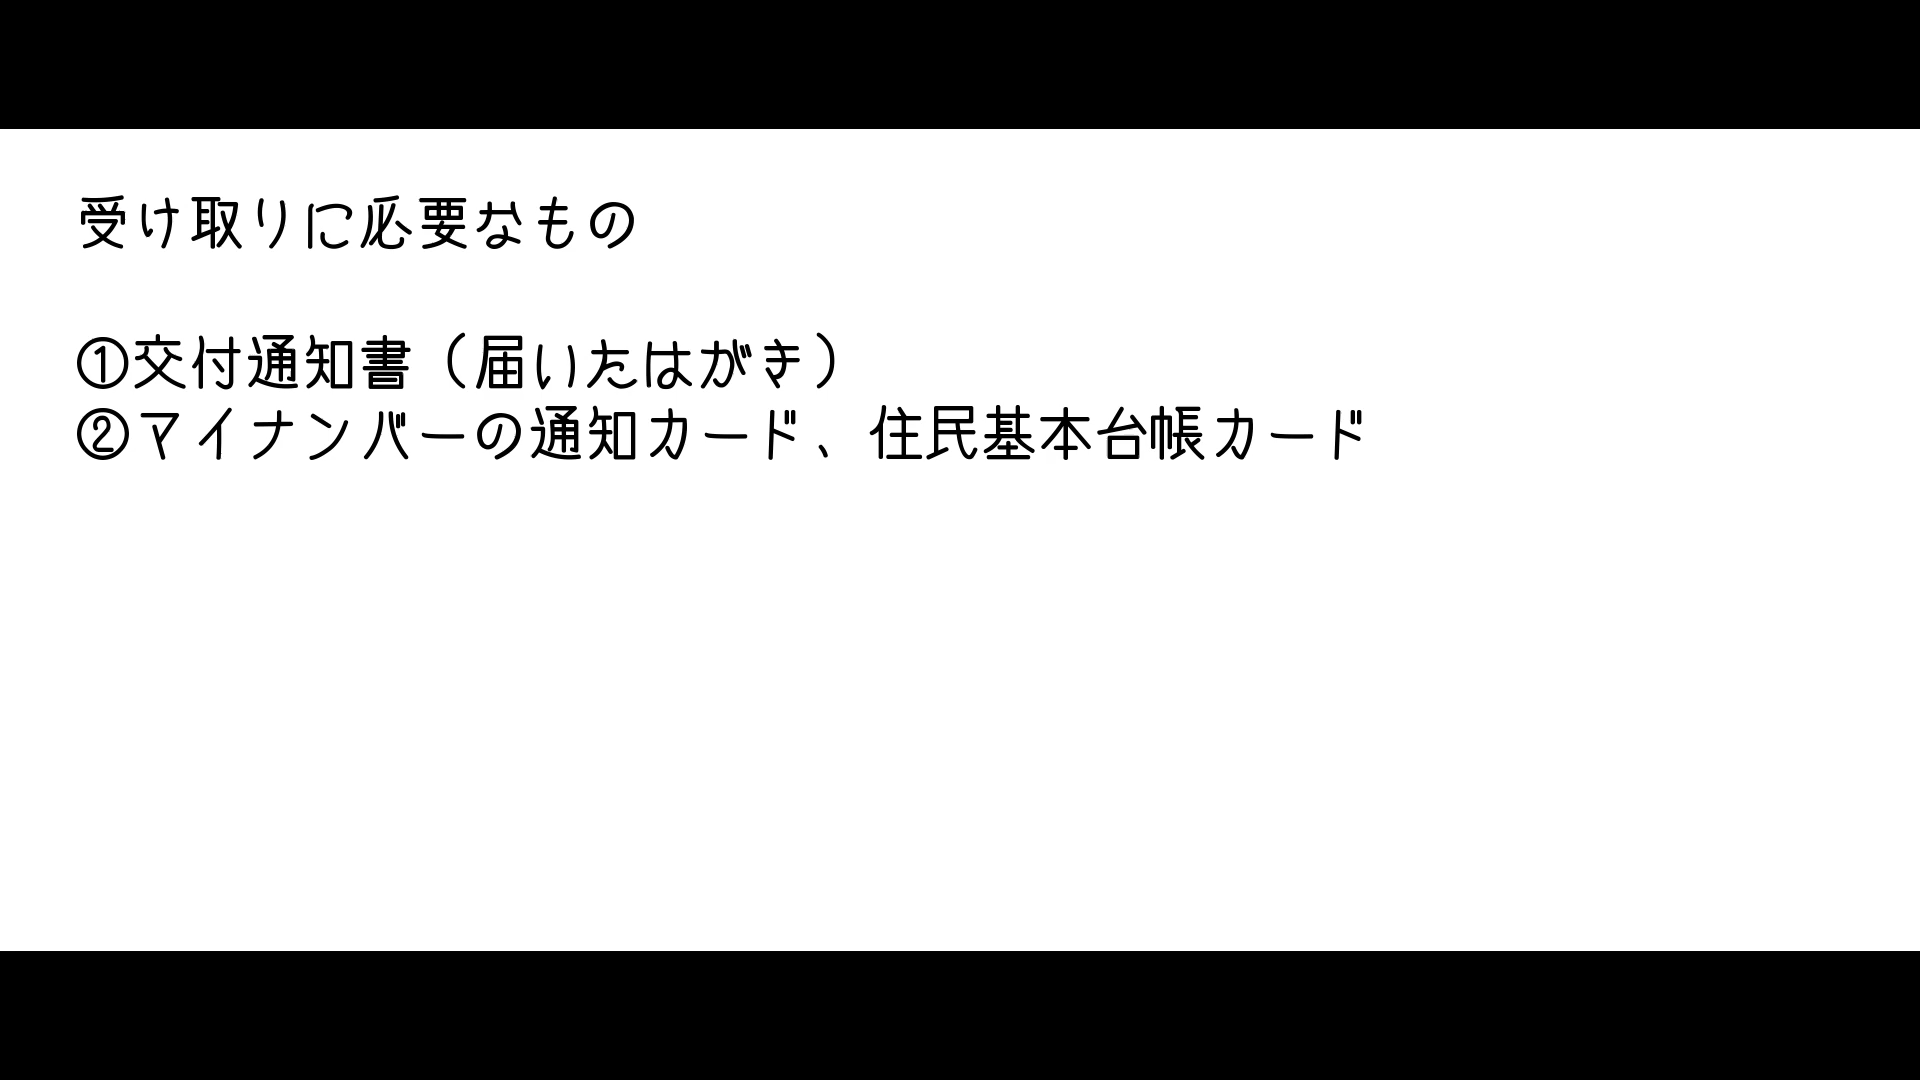 受け取りに必要なもの
①交付通知書（届いたはがき）
②マイナンバーの通知カード、住民基本台帳カード